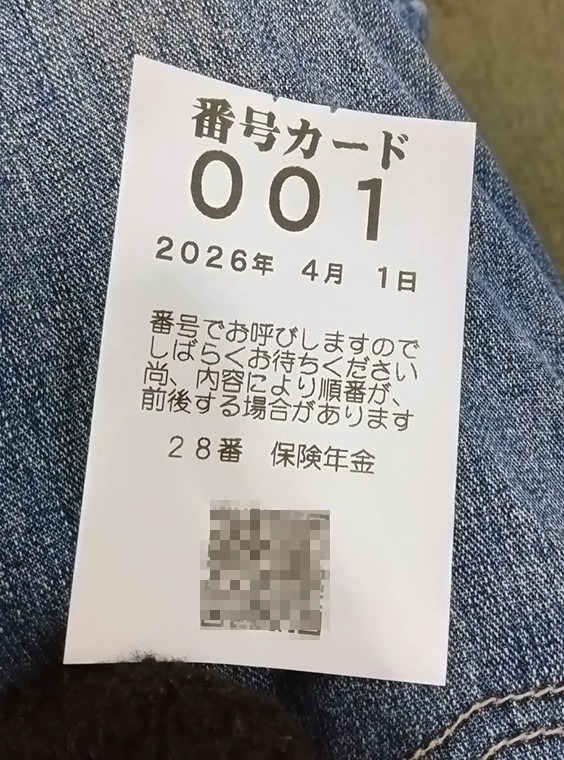 番号カード
001
2026年 4月 1日
番号でお呼びしますので
しばらくお待ちください
尚、内容により順番が、
前後する場合があります
28番 保険年金